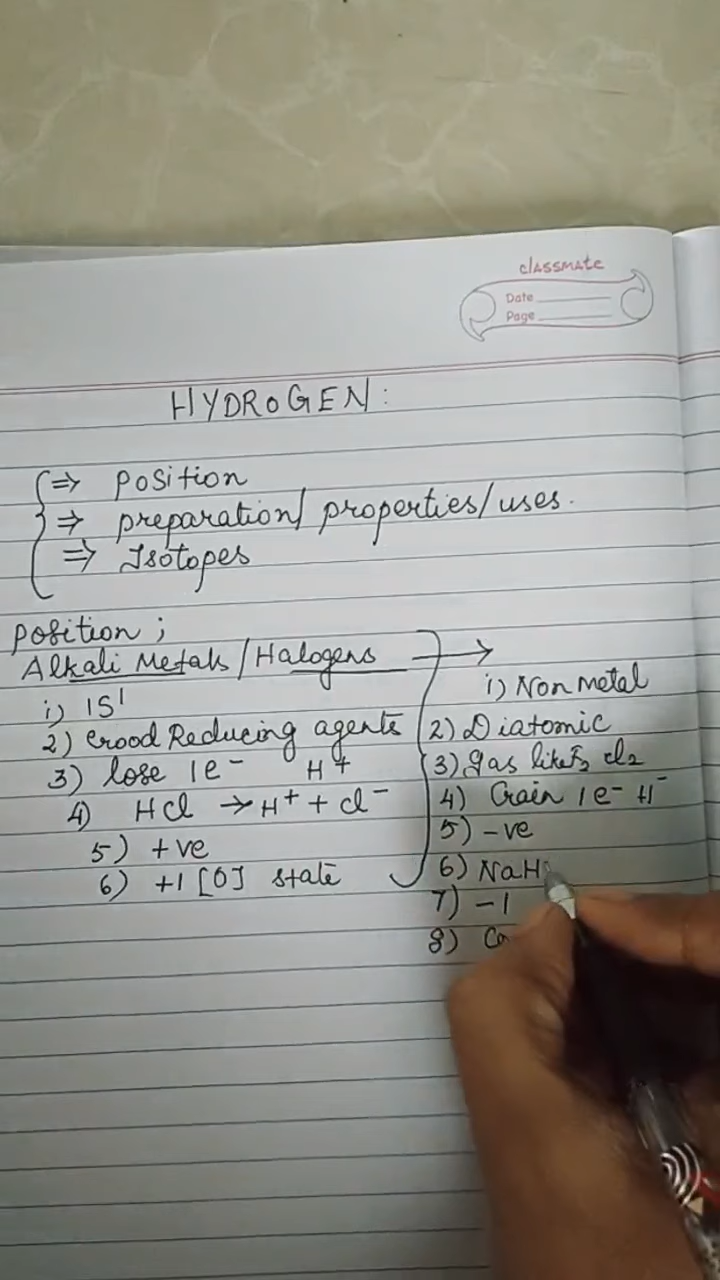 classmate
Date
Page
HYDROGEN:
⇒ position
⇒ preparation/ properties/uses.
⇒ Isotopes
position ;
Alkali Metals / Halogens →
i) 1S¹
2) Good Reducing agents
3) lose 1e⁻ H⁺
4) HCl → H⁺ + Cl⁻
5) +ve
6) +1 [O] state
i) Non metal
2) Diatomic
3) gas like F₂ Cl₂
4) Gain 1e⁻ H⁻
5) -ve
6) NaH
7) -1
8)